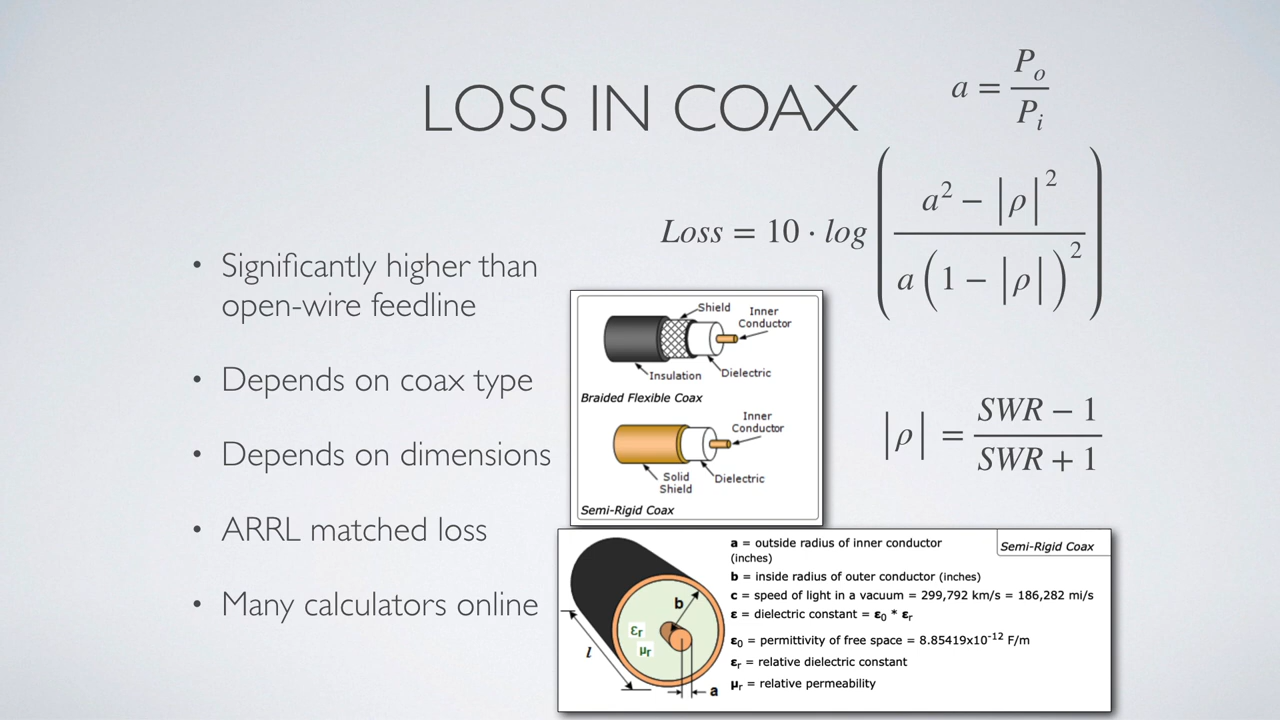 LOSS IN COAX
a = P_o / P_i
Loss = 10 · log ( (a² − |ρ|²) / (a (1 − |ρ|)²) )
|ρ| = (SWR − 1) / (SWR + 1)
• Significantly higher than
open-wire feedline
• Depends on coax type
• Depends on dimensions
• ARRL matched loss
• Many calculators online
Shield
Inner
Conductor
Insulation
Dielectric
Braided Flexible Coax
Inner
Conductor
Solid
Shield
Dielectric
Semi-Rigid Coax
b
εr
μr
l
a
a = outside radius of inner conductor
(inches)
Semi-Rigid Coax
b = inside radius of outer conductor (inches)
c = speed of light in a vacuum = 299,792 km/s = 186,282 mi/s
ε = dielectric constant = ε0 * εr
ε0 = permittivity of free space = 8.85419x10⁻¹² F/m
εr = relative dielectric constant
μr = relative permeability